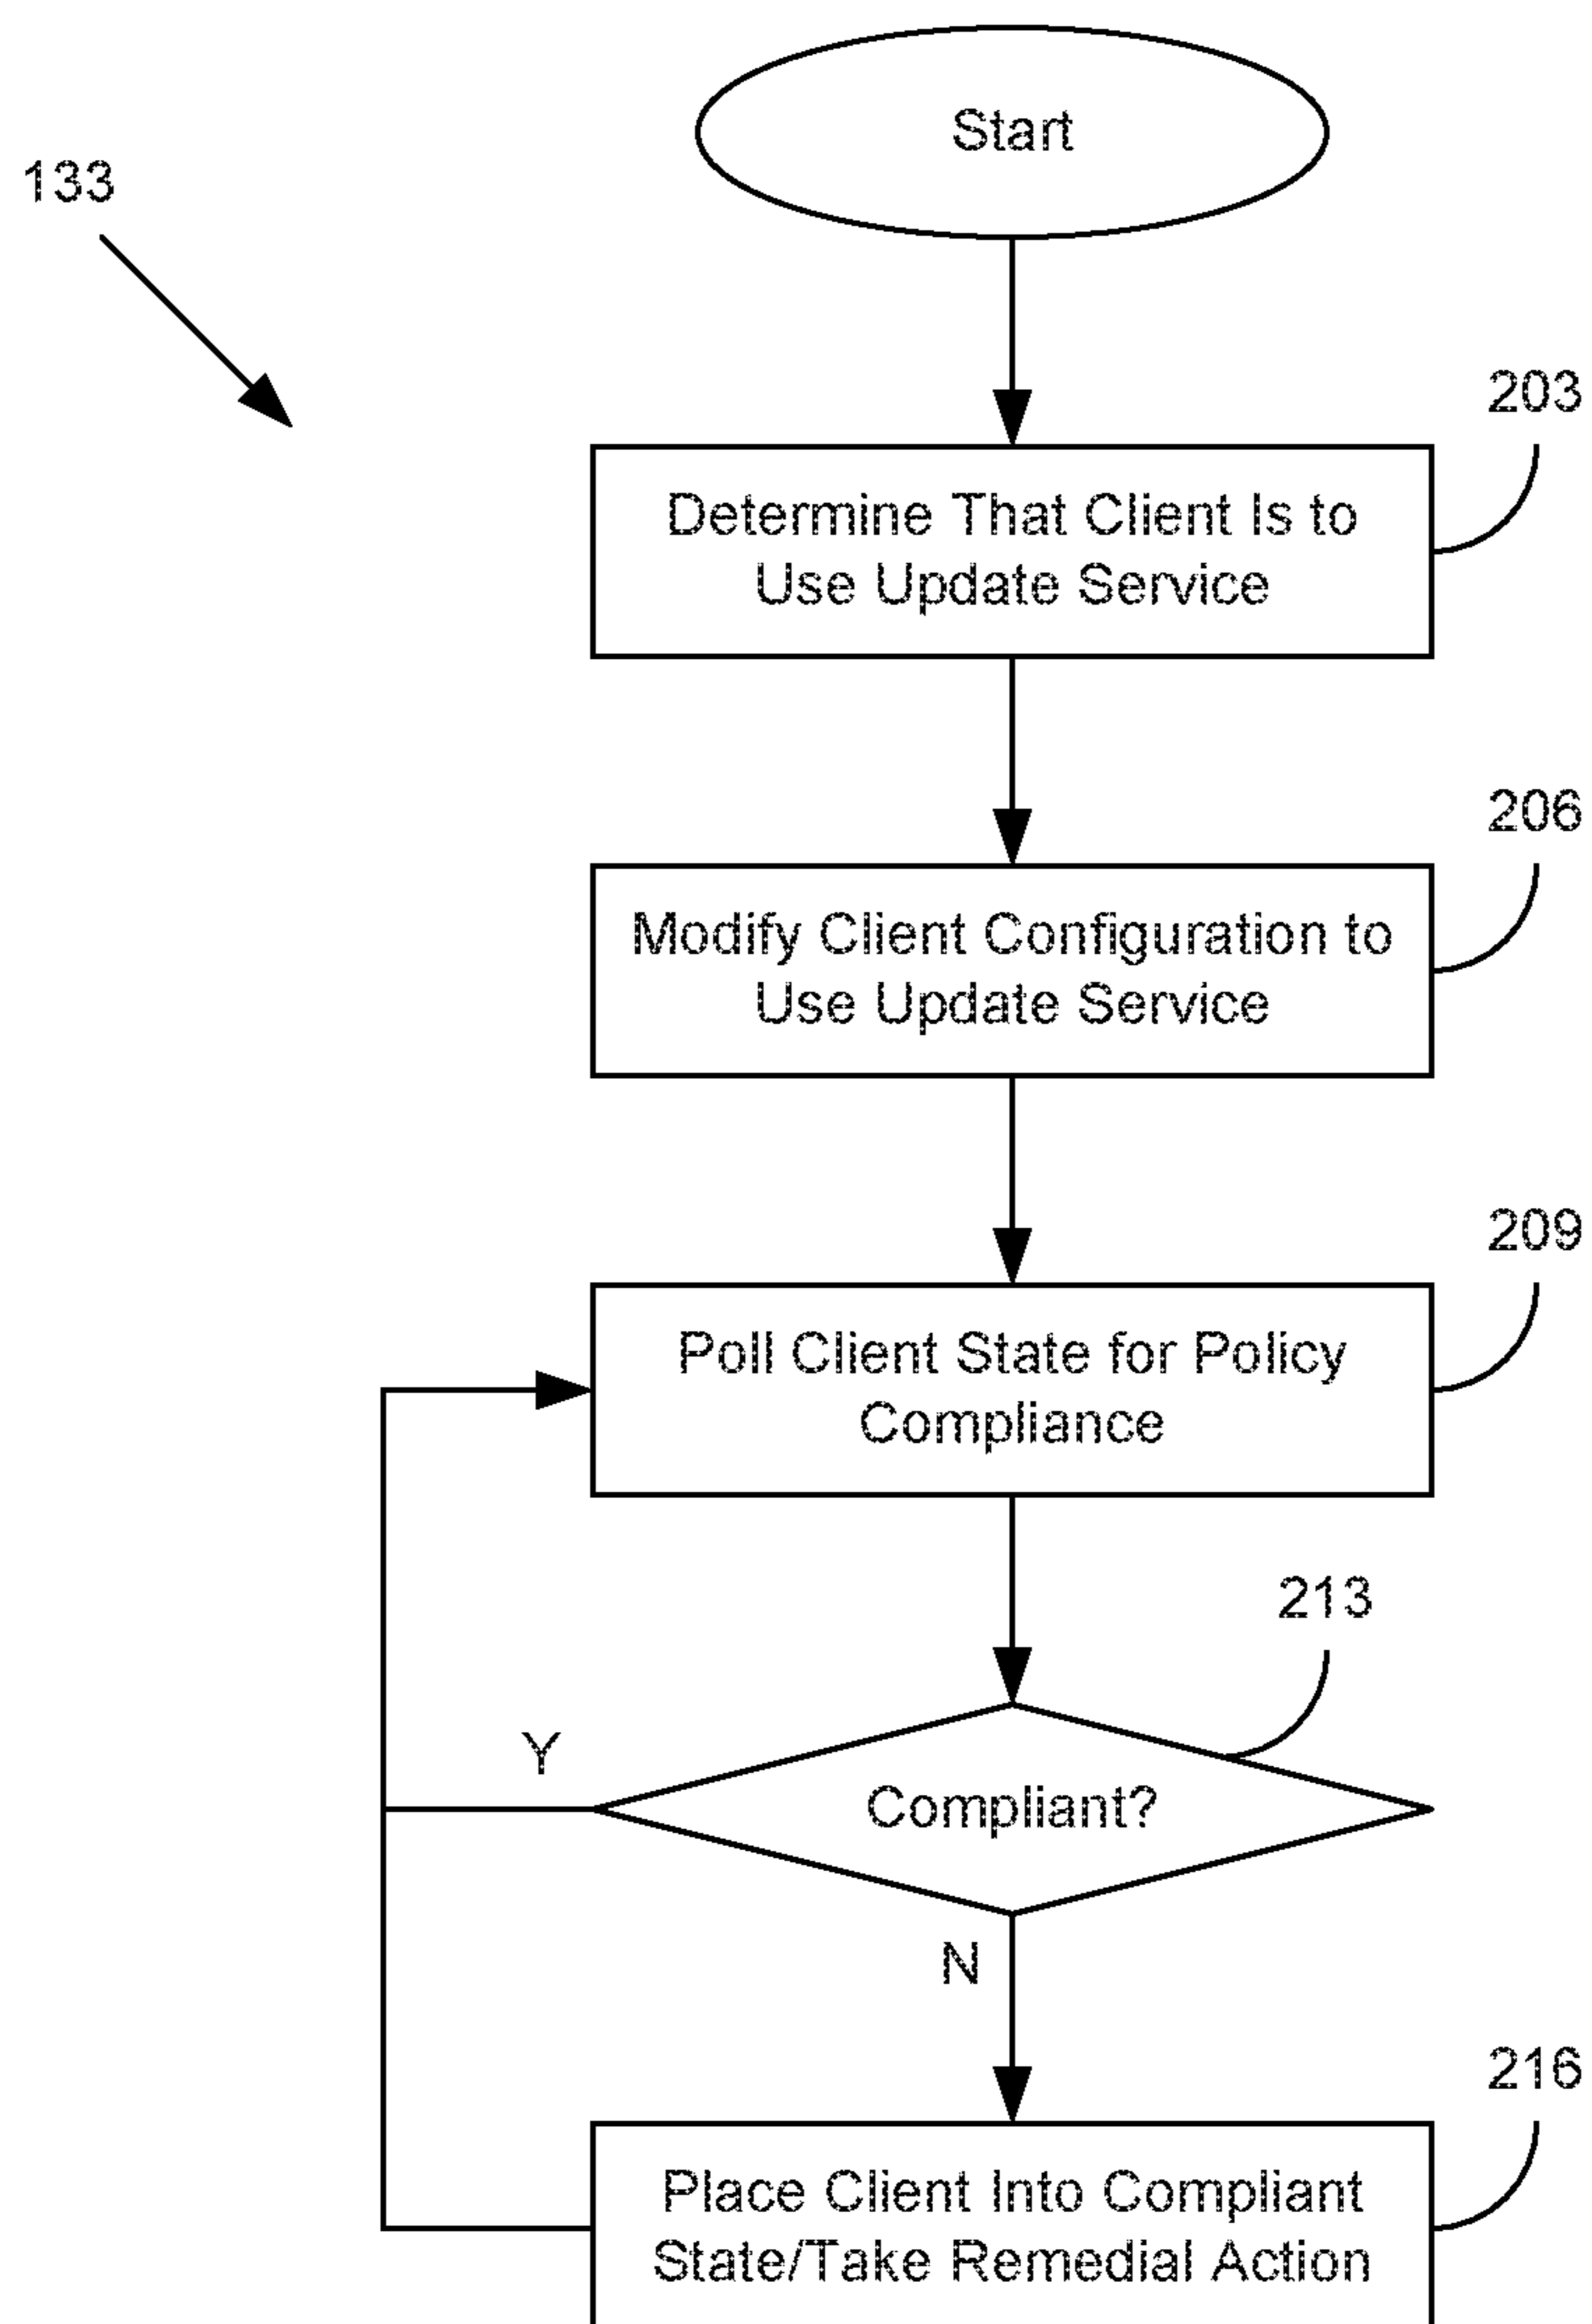 Start
133
203
Determine That Client Is to
Use Update Service
206
Modify Client Configuration to
Use Update Service
209
Poll Client State for Policy
Compliance
213
Y
Compliant?
N
216
Place Client Into Compliant
State/Take Remedial Action